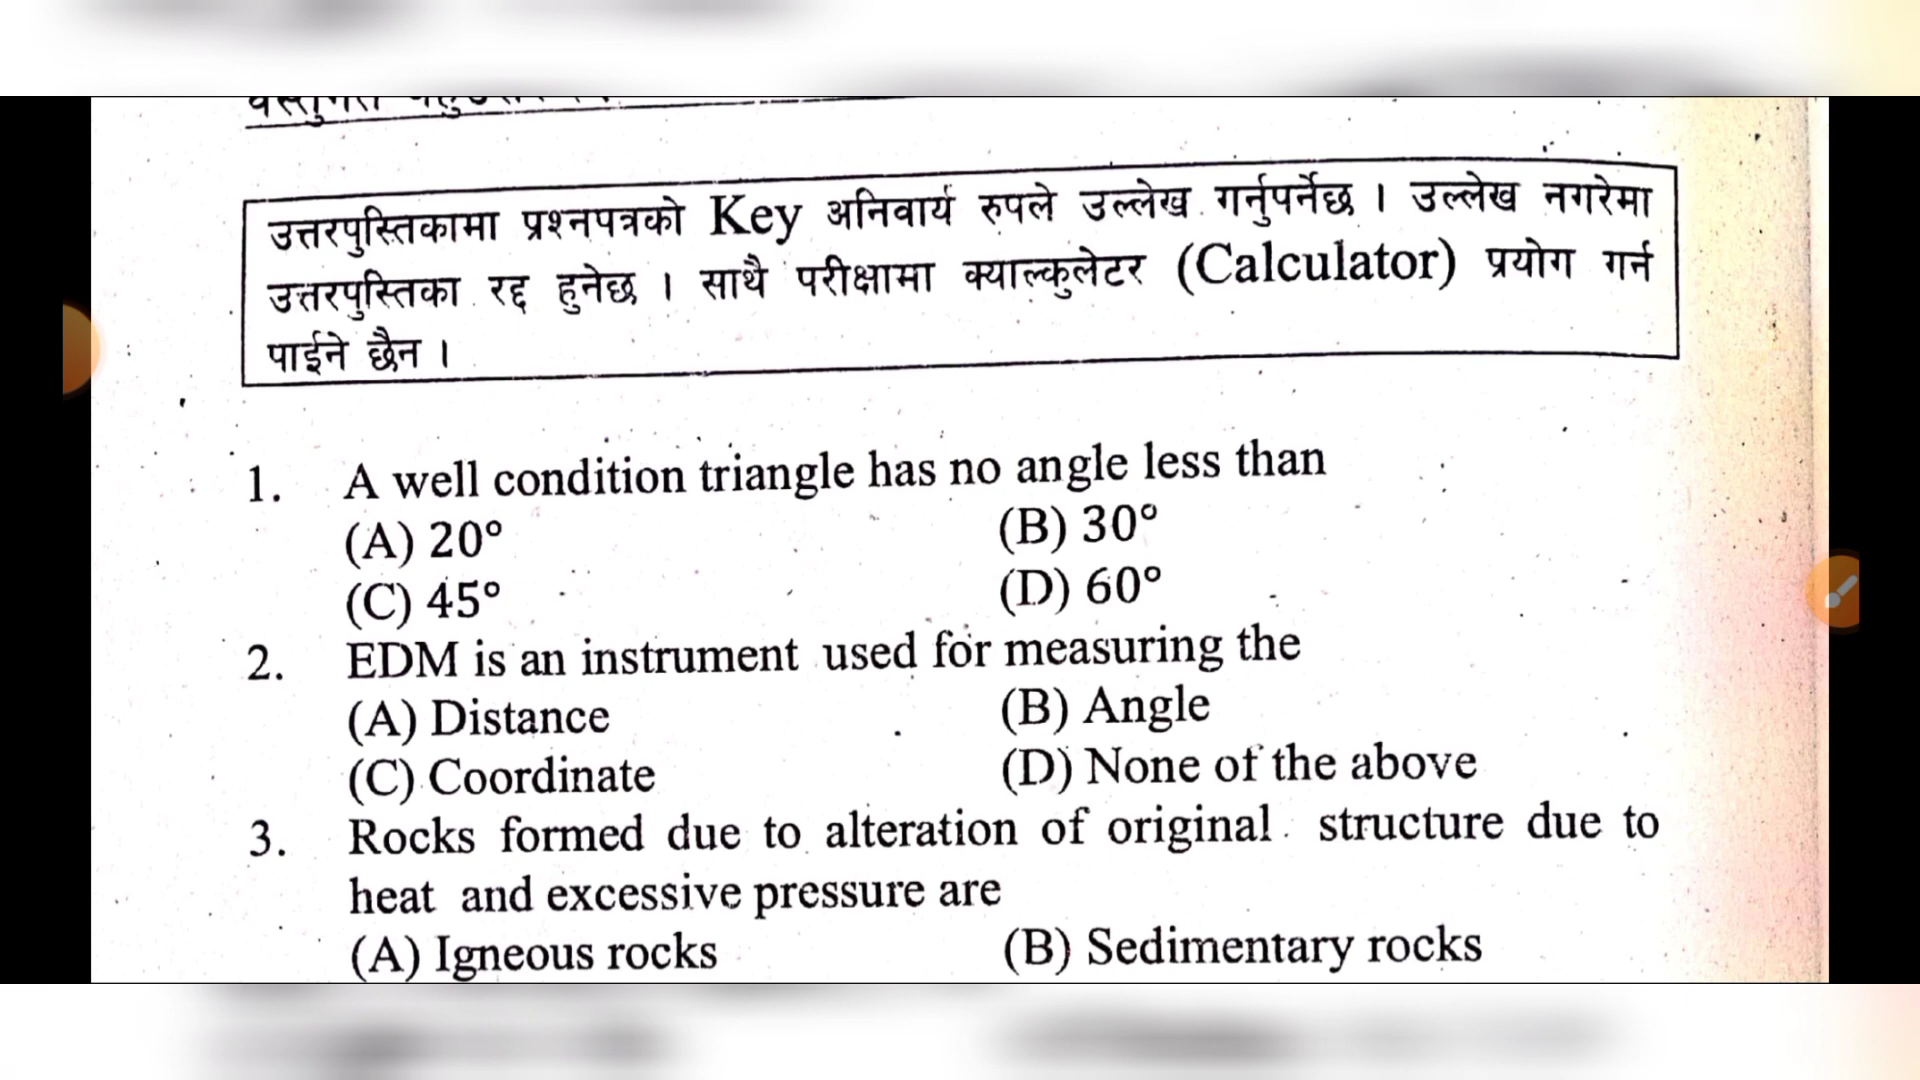 उत्तरपुस्तिकामा प्रश्नपत्रको Key अनिवार्य रुपले उल्लेख गर्नुपर्नेछ । उल्लेख नगरेमा
उत्तरपुस्तिका रद्द हुनेछ । साथै परीक्षामा क्याल्कुलेटर (Calculator) प्रयोग गर्न
पाईने छैन ।
1. A well condition triangle has no angle less than
(A) 20° (B) 30°
(C) 45° (D) 60°
2. EDM is an instrument used for measuring the
(A) Distance (B) Angle
(C) Coordinate (D) None of the above
3. Rocks formed due to alteration of original structure due to
heat and excessive pressure are
(A) Igneous rocks (B) Sedimentary rocks